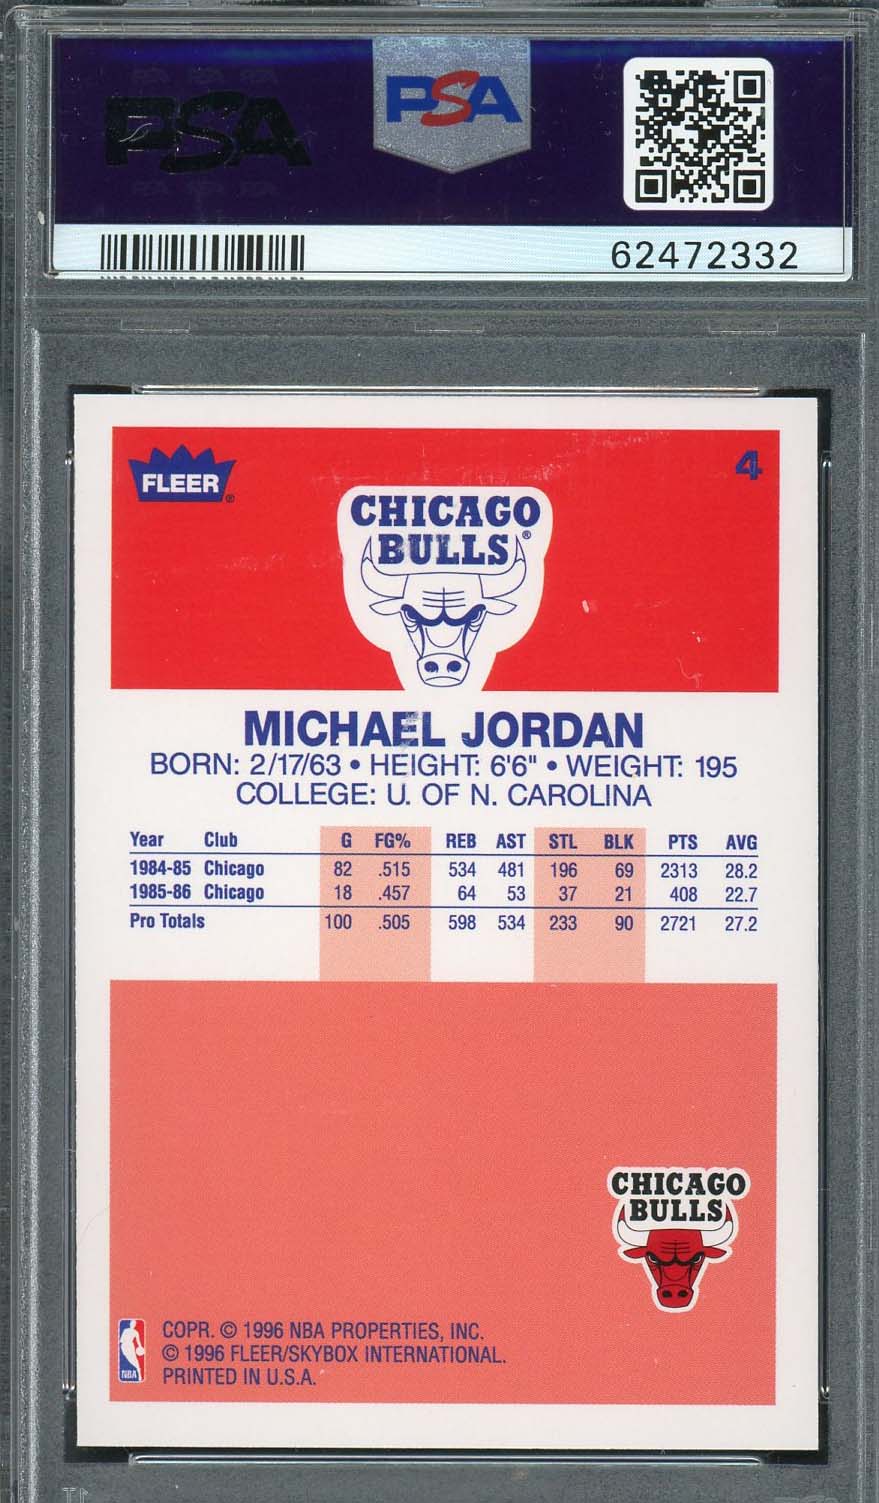 PSA
PSA
62472332
FLEER®
4
CHICAGO
BULLS®
MICHAEL JORDAN
BORN: 2/17/63 • HEIGHT: 6'6" • WEIGHT: 195
COLLEGE: U. OF N. CAROLINA
Year Club G FG% REB AST STL BLK PTS AVG
1984-85 Chicago 82 .515 534 481 196 69 2313 28.2
1985-86 Chicago 18 .457 64 53 37 21 408 22.7
Pro Totals 100 .505 598 534 233 90 2721 27.2
CHICAGO
BULLS
NBA
COPR. © 1996 NBA PROPERTIES, INC.
© 1996 FLEER/SKYBOX INTERNATIONAL.
PRINTED IN U.S.A.